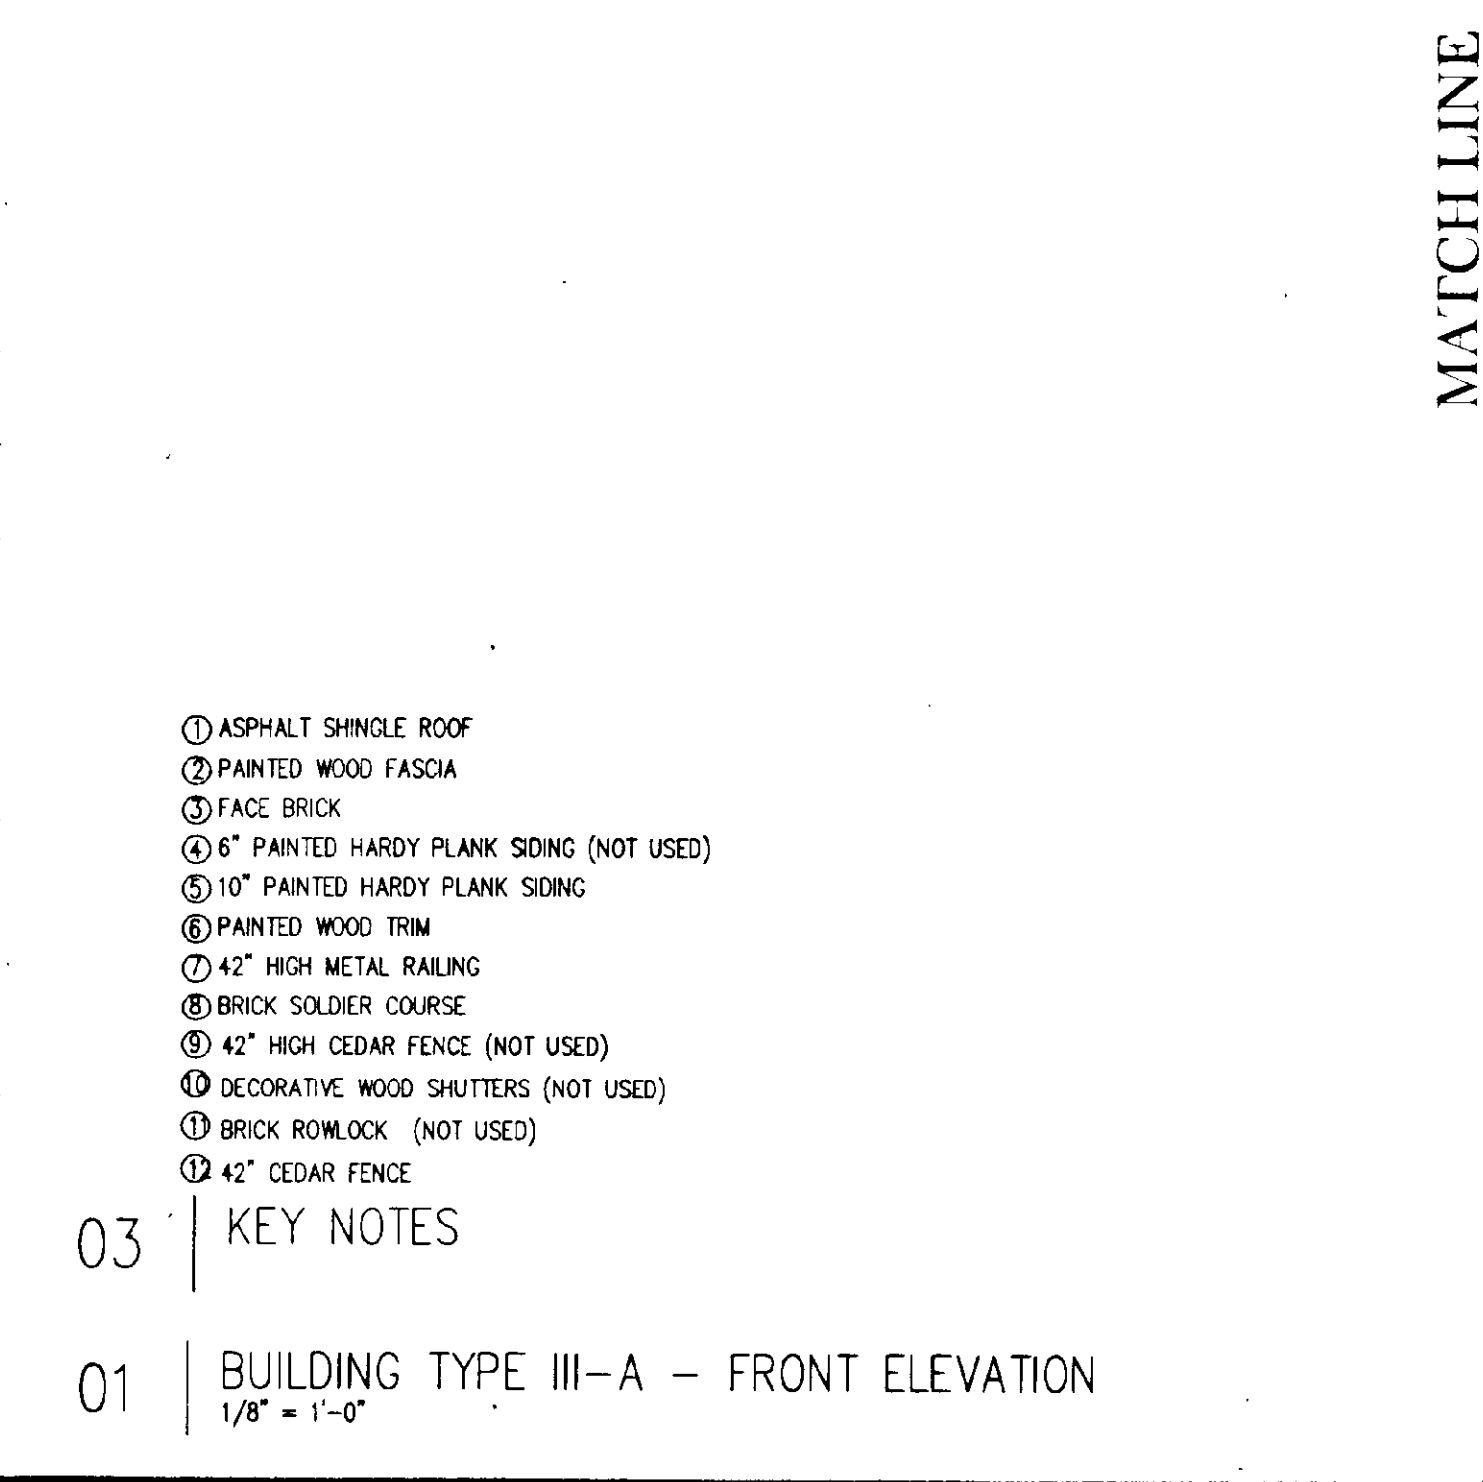 MATCH LINE
1 ASPHALT SHINGLE ROOF
2 PAINTED WOOD FASCIA
3 FACE BRICK
4 6" PAINTED HARDY PLANK SIDING (NOT USED)
5 10" PAINTED HARDY PLANK SIDING
6 PAINTED WOOD TRIM
7 42" HIGH METAL RAILING
8 BRICK SOLDIER COURSE
9 42" HIGH CEDAR FENCE (NOT USED)
10 DECORATIVE WOOD SHUTTERS (NOT USED)
11 BRICK ROWLOCK (NOT USED)
12 42" CEDAR FENCE
03 KEY NOTES
01 BUILDING TYPE III-A - FRONT ELEVATION
1/8" = 1'-0"